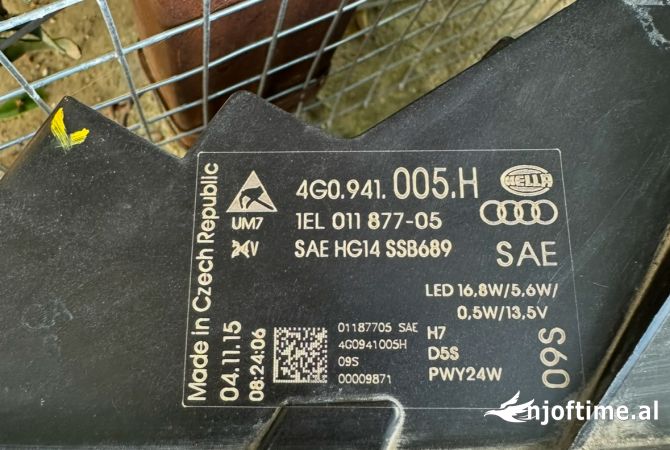 Made in Czech Republic
04.11.15
08:24:06
UM7
4G0.941. 005.H
HELLA
1EL 011 877-05
24V
SAE HG14 SSB689
SAE
LED 16,8W/5,6W/
0,5W/13,5V
01187705 SAE
4G0941005H
09S
00009871
H7
D5S
PWY24W
09S
njoftime.al